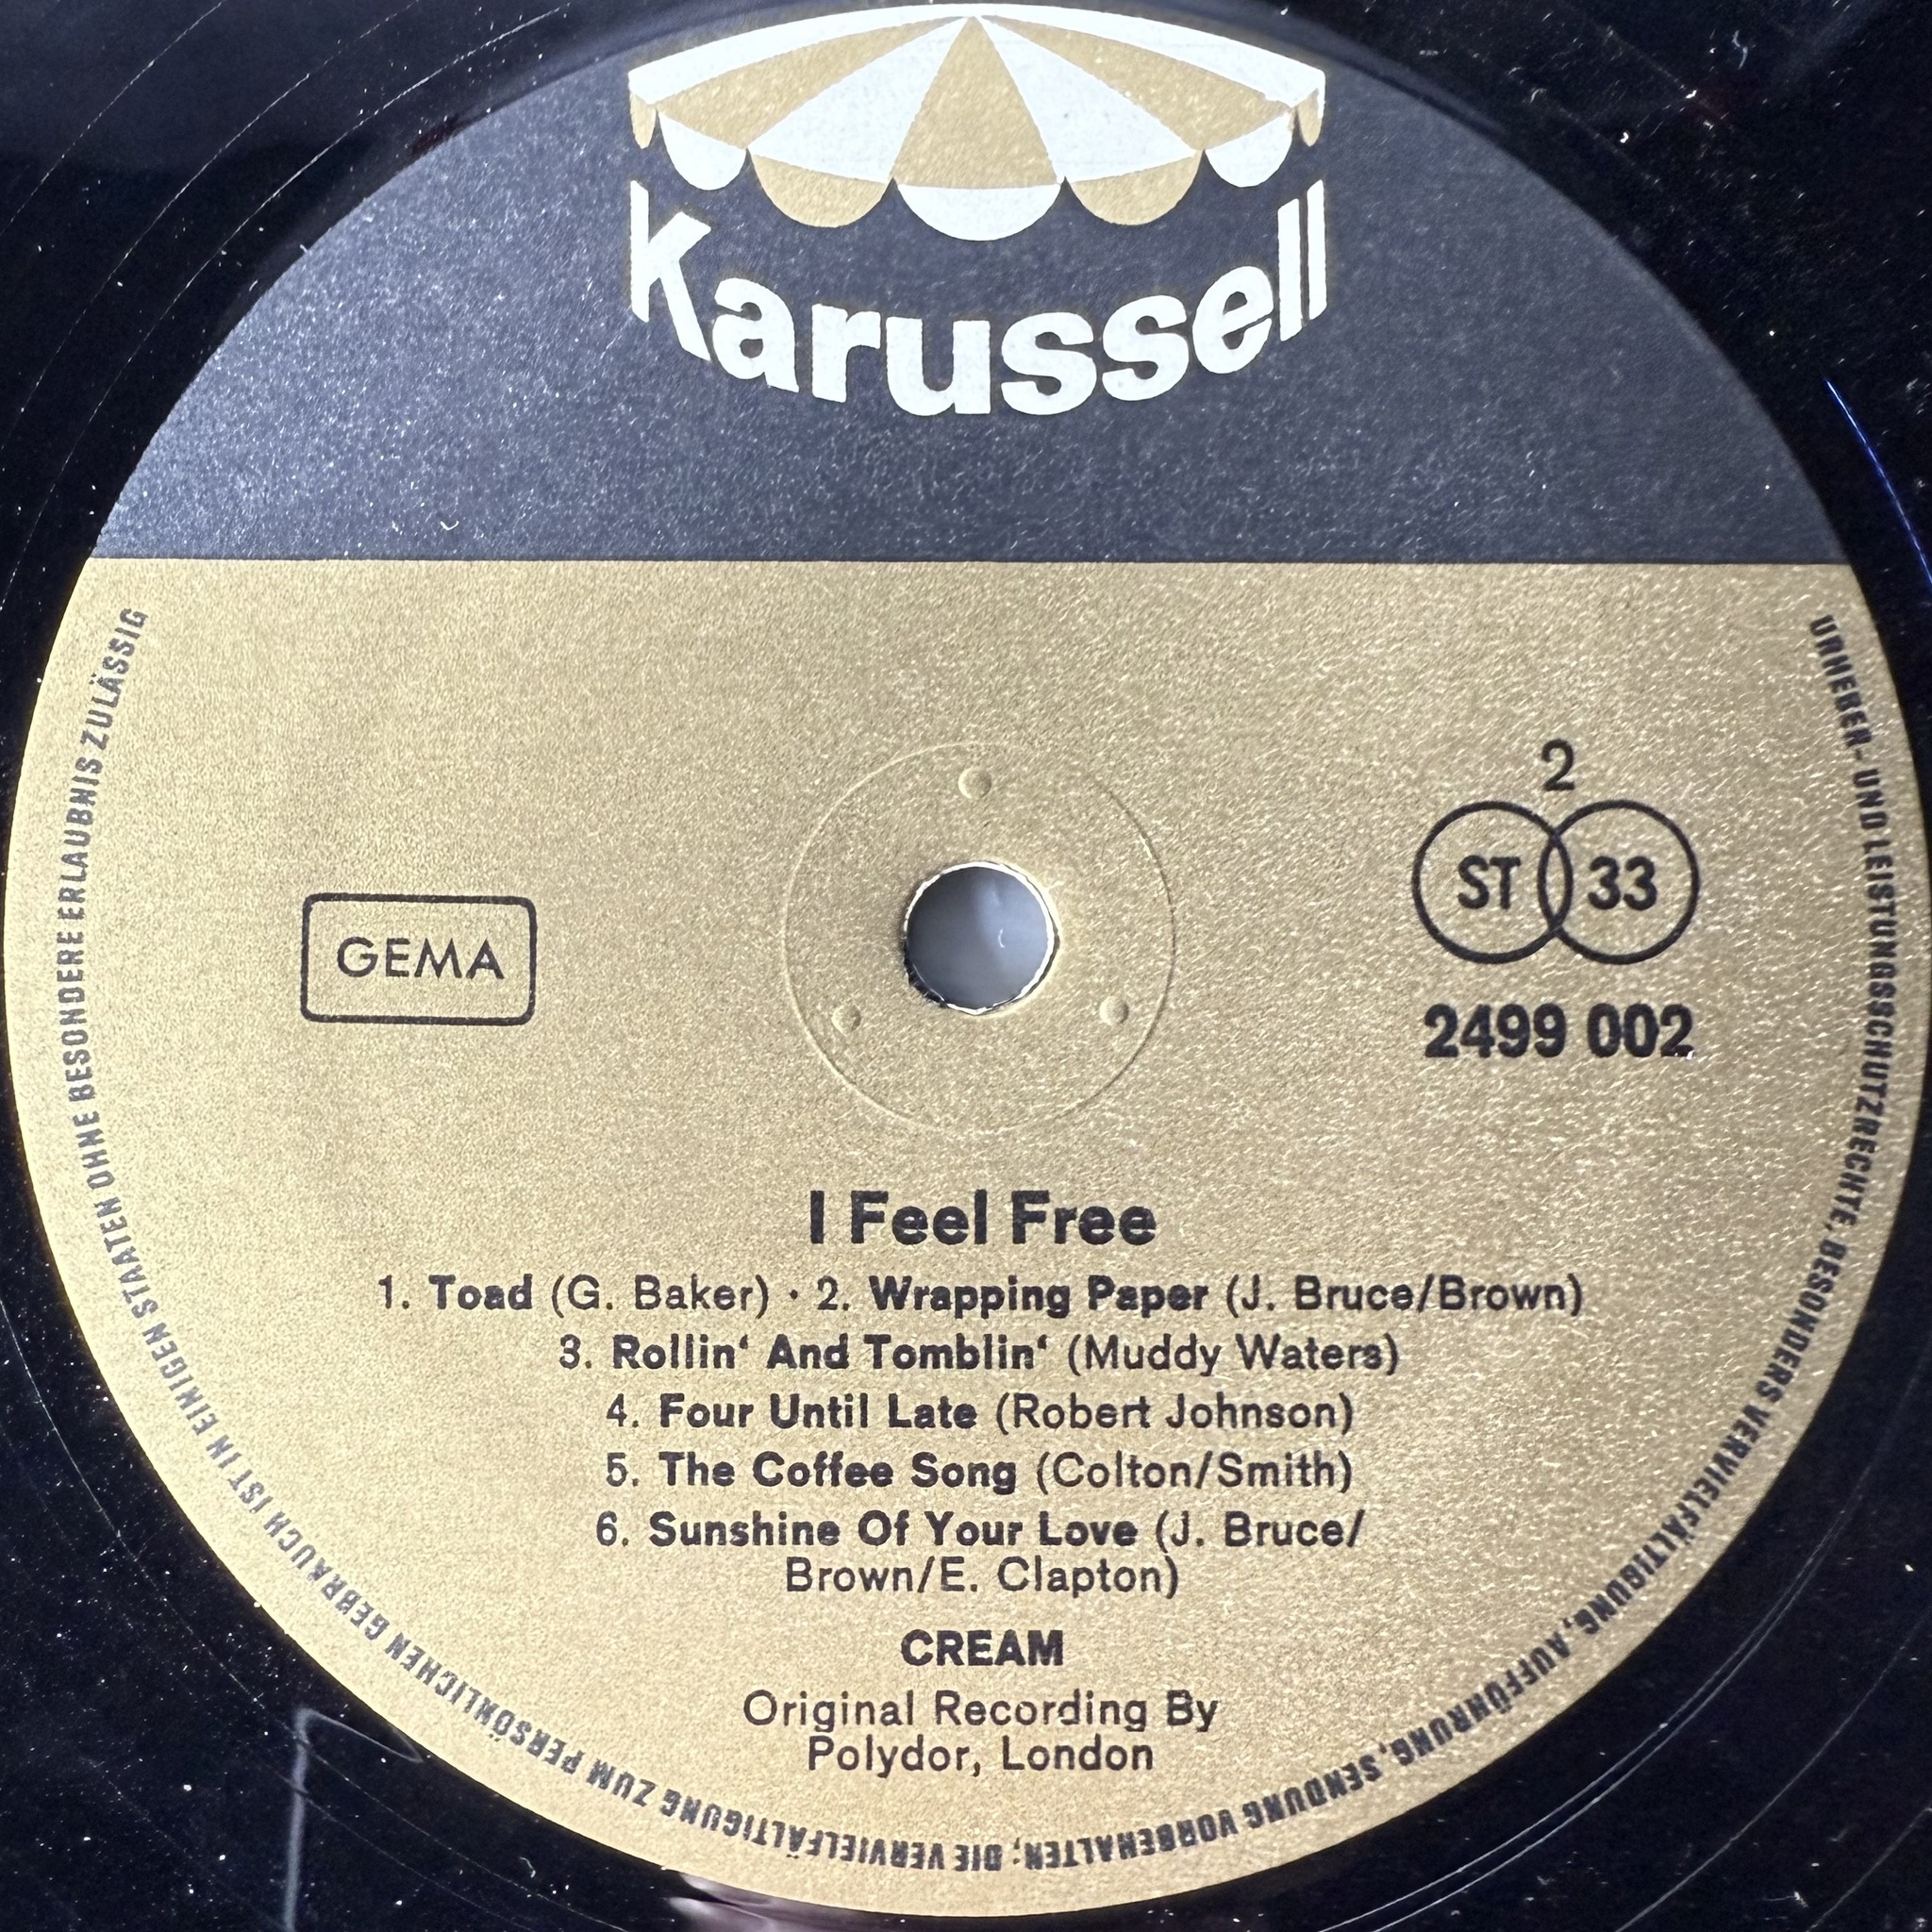 Karussell
GEMA
2
ST 33
2499 002
I Feel Free
1. Toad (G. Baker) · 2. Wrapping Paper (J. Bruce/Brown)
3. Rollin‘ And Tomblin‘ (Muddy Waters)
4. Four Until Late (Robert Johnson)
5. The Coffee Song (Colton/Smith)
6. Sunshine Of Your Love (J. Bruce/
Brown/E. Clapton)
CREAM
Original Recording By
Polydor, London
URHEBER- UND LEISTUNGSSCHUTZRECHTE, BESONDERS VERVIELFÄLTIGUNG, AUFFÜHRUNG, SENDUNG VORBEHALTEN; DIE VERVIELFÄLTIGUNG ZUM PERSÖNLICHEN GEBRAUCH IST IN EINIGEN STAATEN OHNE BESONDERE ERLAUBNIS ZULÄSSIG